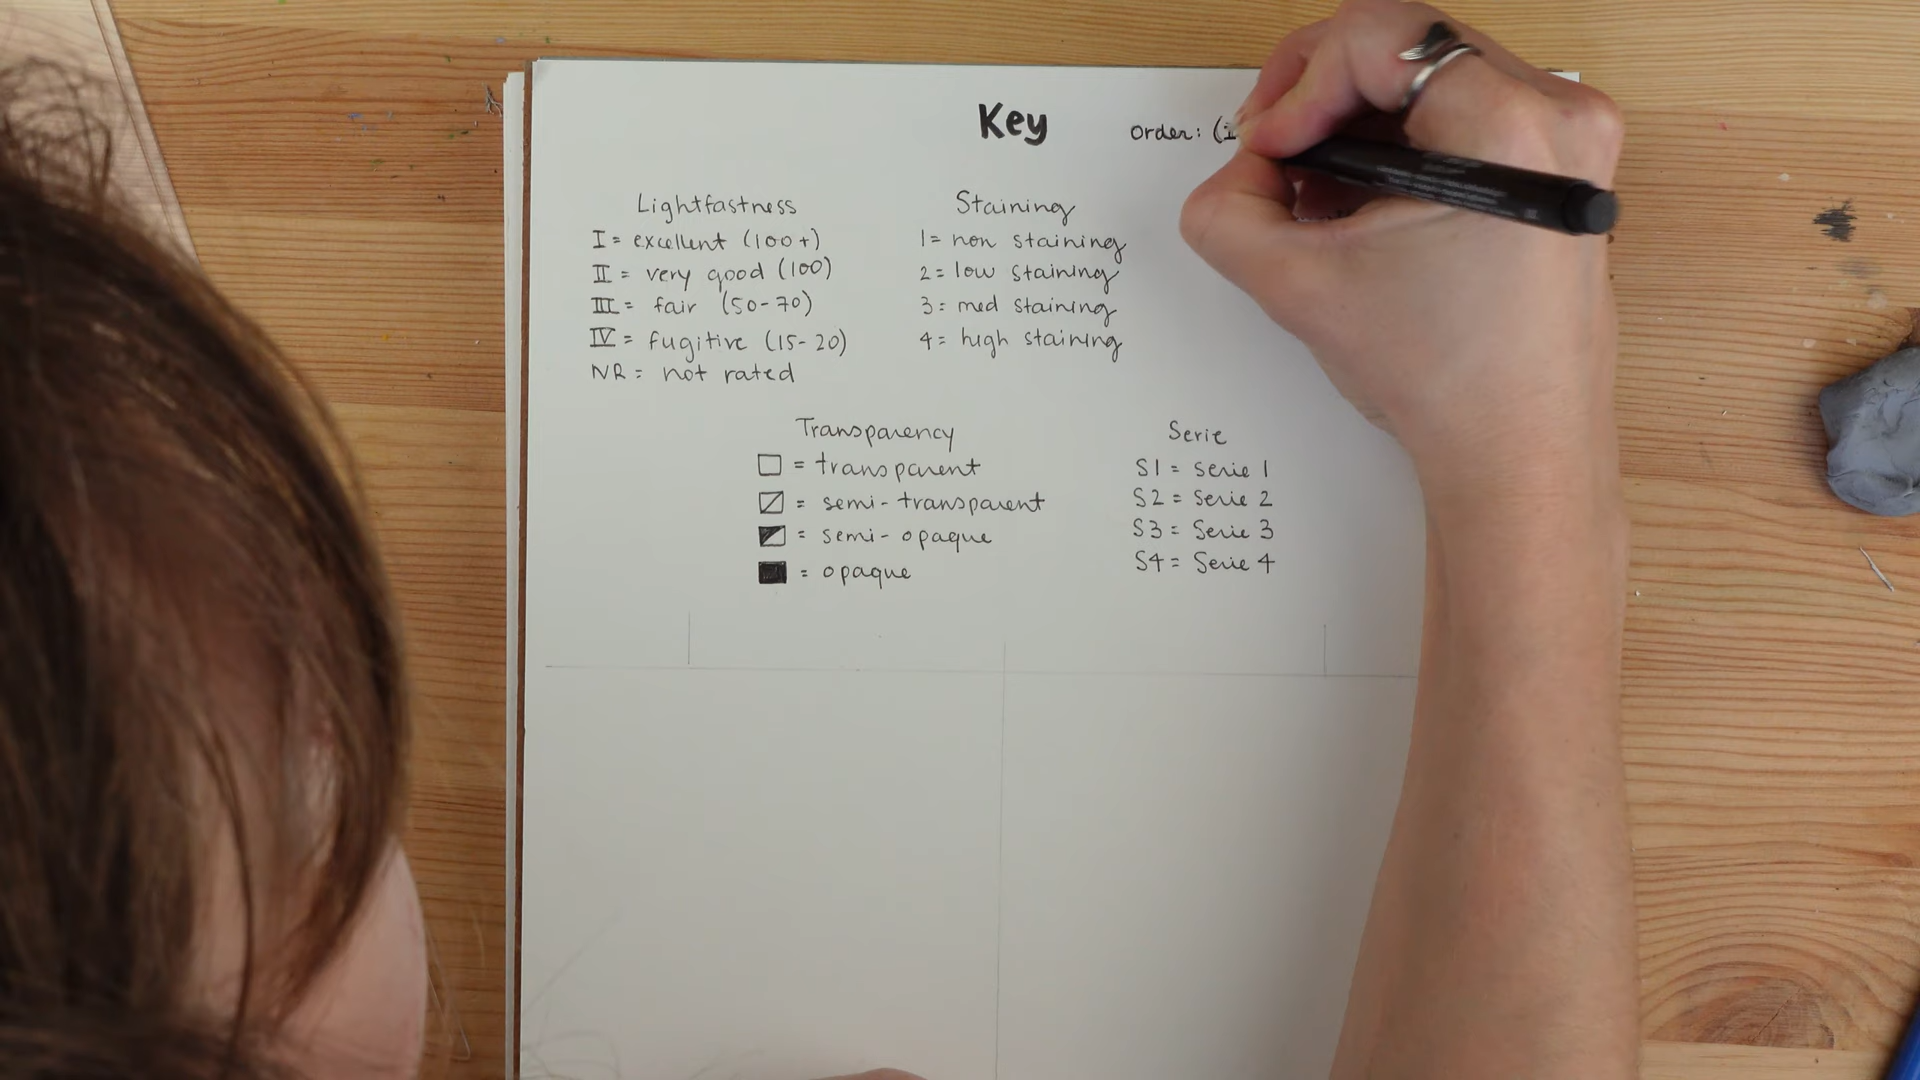 Key
order: (
Lightfastness
I = excellent (100+)
II = very good (100)
III = fair (50-70)
IV = fugitive (15-20)
NR = not rated
Staining
1 = non staining
2 = low staining
3 = med staining
4 = high staining
Transparency
= transparent
= semi-transparent
= semi-opaque
= opaque
Serie
S1 = Serie 1
S2 = Serie 2
S3 = Serie 3
S4 = Serie 4